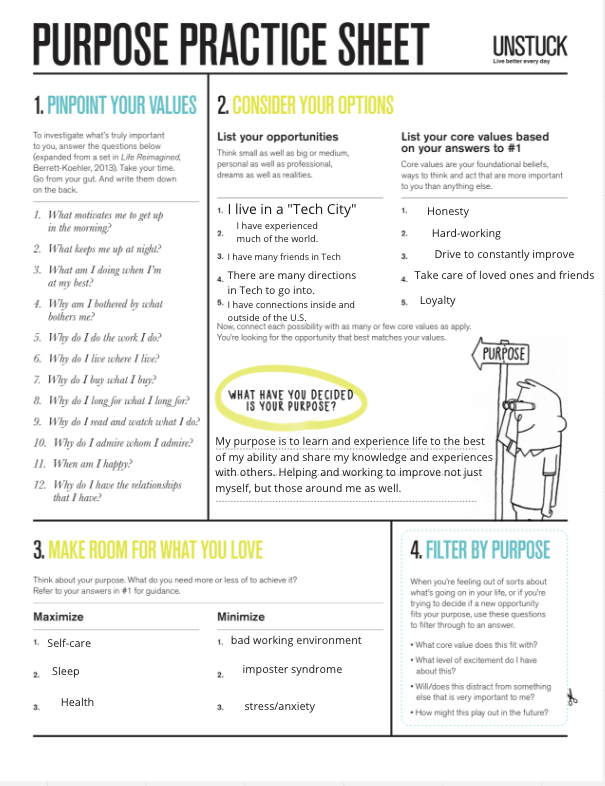 PURPOSE PRACTICE SHEET
UNSTUCK
Live better every day
1. PINPOINT YOUR VALUES
To investigate what's truly important
to you, answer the questions below
(expanded from a set in Life Reimagined,
Berrett-Koehler, 2013). Take your time.
Go from your gut. And write them down
on the back.
1. What motivates me to get up
in the morning?
2. What keeps me up at night?
3. What am I doing when I'm
at my best?
4. Why am I bothered by what
bothers me?
5. Why do I do the work I do?
6. Why do I live where I live?
7. Why do I buy what I buy?
8. Why do I long for what I long for?
9. Why do I read and watch what I do?
10. Why do I admire whom I admire?
11. When am I happy?
12. Why do I have the relationships
that I have?
2. CONSIDER YOUR OPTIONS
List your opportunities
Think small as well as big or medium,
personal as well as professional,
dreams as well as realities.
1. I live in a "Tech City"
2. I have experienced
much of the world.
3. I have many friends in Tech
4. There are many directions
in Tech to go into.
5. I have connections inside and
outside of the U.S.
List your core values based
on your answers to #1
Core values are your foundational beliefs,
ways to think and act that are more important
to you than anything else.
1. Honesty
2. Hard-working
3. Drive to constantly improve
4. Take care of loved ones and friends
5. Loyalty
Now, connect each possibility with as many or few core values as apply.
You're looking for the opportunity that best matches your values.
PURPOSE
WHAT HAVE YOU DECIDED
IS YOUR PURPOSE?
My purpose is to learn and experience life to the best
of my ability and share my knowledge and experiences
with others. Helping and working to improve not just
myself, but those around me as well.
3. MAKE ROOM FOR WHAT YOU LOVE
Think about your purpose. What do you need more or less of to achieve it?
Refer to your answers in #1 for guidance.
Maximize
1. Self-care
2. Sleep
3. Health
Minimize
1. bad working environment
2. imposter syndrome
3. stress/anxiety
4. FILTER BY PURPOSE
When you're feeling out of sorts about
what's going on in your life, or if you're
trying to decide if a new opportunity
fits your purpose, use these questions
to filter through to an answer.
• What core value does this fit with?
• What level of excitement do I have
about this?
• Will/does this distract from something
else that is very important to me?
• How might this play out in the future?